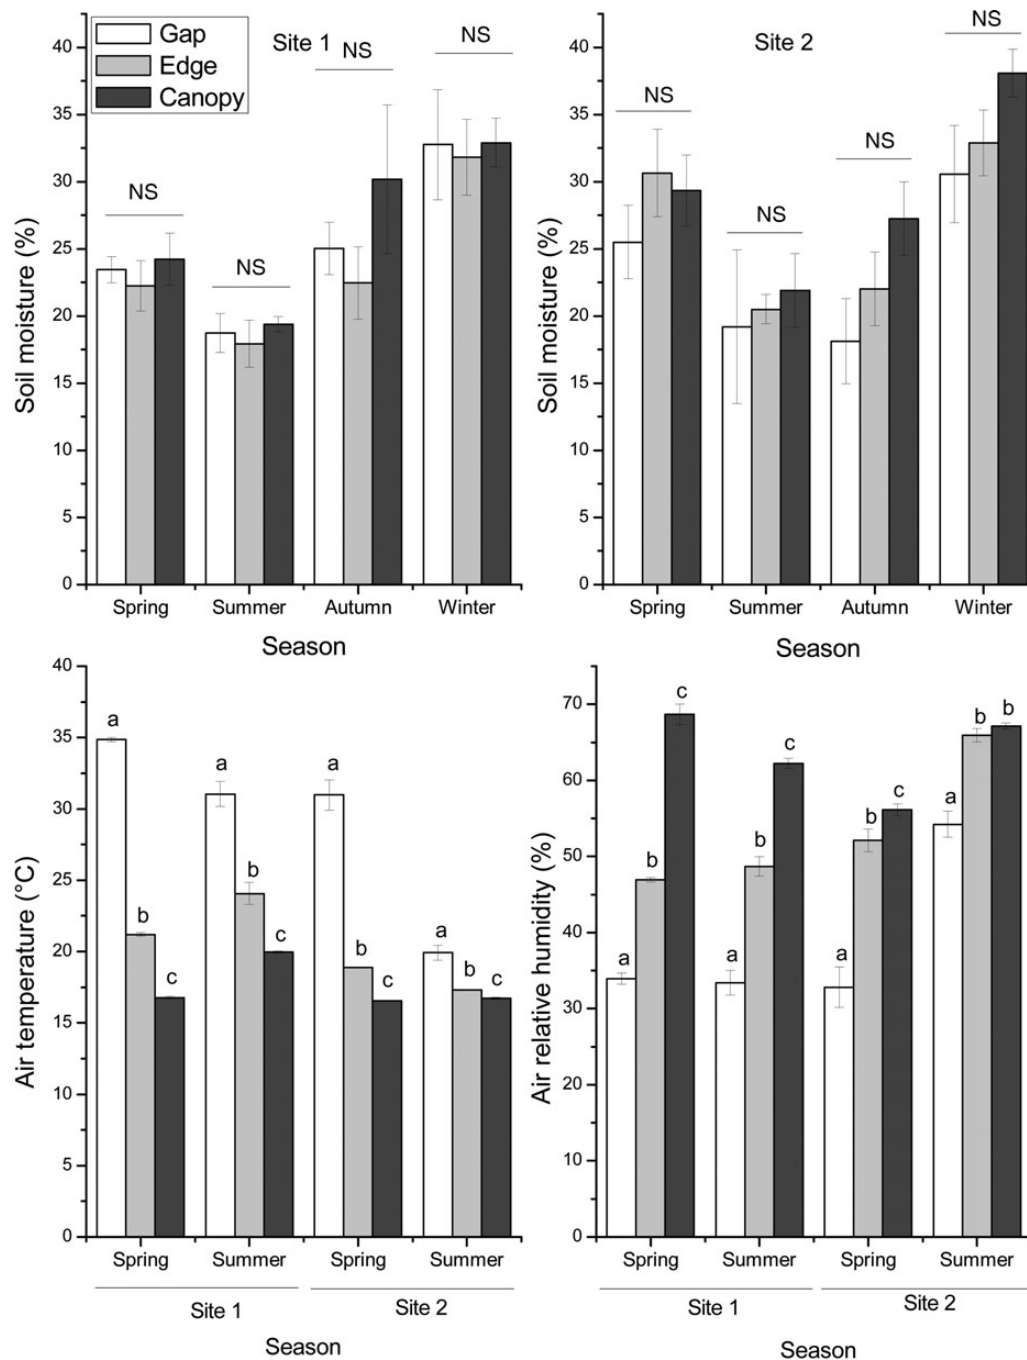 Gap
Edge
Canopy
Site 1
NS
NS
NS
NS
Soil moisture (%)
40
35
30
25
20
15
10
5
0
Spring
Summer
Autumn
Winter
Season
Site 2
NS
NS
NS
NS
Soil moisture (%)
40
35
30
25
20
15
10
5
0
Spring
Summer
Autumn
Winter
Season
Air temperature (°C)
40
35
30
25
20
15
10
5
0
a
b
c
a
b
c
a
b
c
a
b
c
Spring
Summer
Spring
Summer
Site 1
Site 2
Season
Air relative humidity (%)
70
60
50
40
30
20
10
0
a
b
c
a
b
c
a
b
c
a
b
b
Spring
Summer
Spring
Summer
Site 1
Site 2
Season